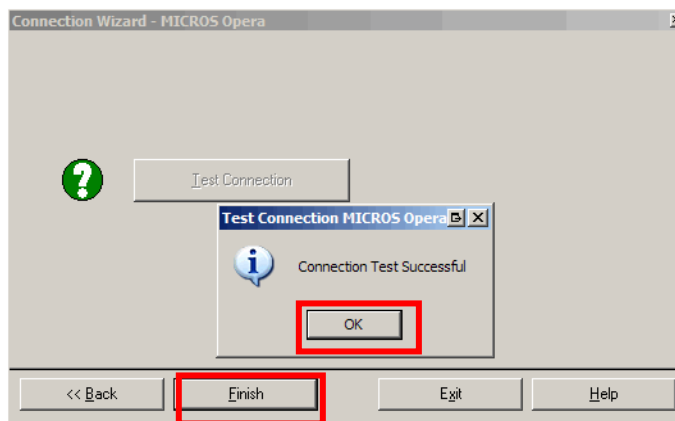 Connection Wizard - MICROS Opera
Test Connection
Test Connection MICROS Opera
Connection Test Successful
OK
<< Back
Finish
Exit
Help